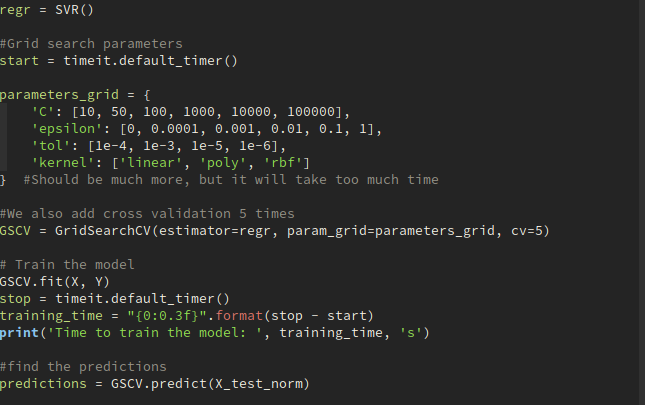 regr = SVR()
#Grid search parameters
start = timeit.default_timer()
parameters_grid = {
    'C': [10, 50, 100, 1000, 10000, 100000],
    'epsilon': [0, 0.0001, 0.001, 0.01, 0.1, 1],
    'tol': [1e-4, 1e-3, 1e-5, 1e-6],
    'kernel': ['linear', 'poly', 'rbf']
}  #Should be much more, but it will take too much time
#We also add cross validation 5 times
GSCV = GridSearchCV(estimator=regr, param_grid=parameters_grid, cv=5)
# Train the model
GSCV.fit(X, Y)
stop = timeit.default_timer()
training_time = "{0:0.3f}".format(stop - start)
print('Time to train the model: ', training_time, 's')
#find the predictions
predictions = GSCV.predict(X_test_norm)